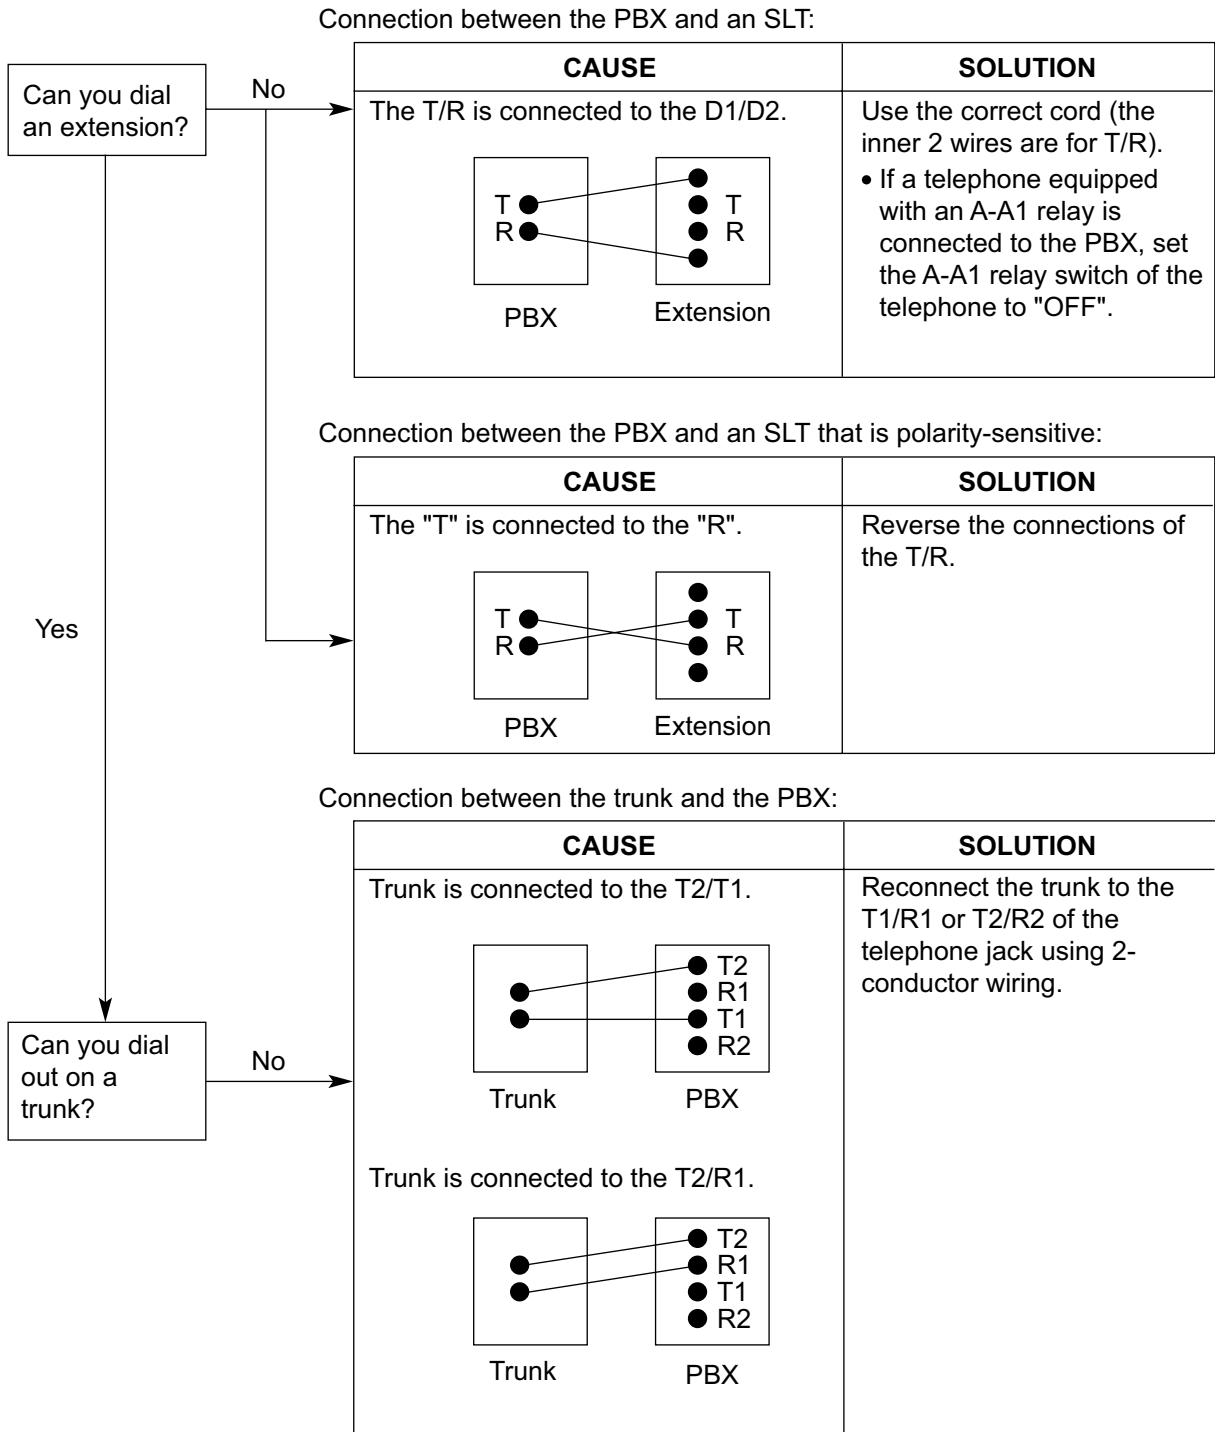 Connection between the PBX and an SLT:
Can you dial
an extension?
No
CAUSE
SOLUTION
The T/R is connected to the D1/D2.
T
R
T
R
PBX
Extension
Use the correct cord (the
inner 2 wires are for T/R).
• If a telephone equipped
with an A-A1 relay is
connected to the PBX, set
the A-A1 relay switch of the
telephone to "OFF".
Connection between the PBX and an SLT that is polarity-sensitive:
CAUSE
SOLUTION
The "T" is connected to the "R".
T
R
T
R
PBX
Extension
Reverse the connections of
the T/R.
Yes
Connection between the trunk and the PBX:
Can you dial
out on a
trunk?
No
CAUSE
SOLUTION
Trunk is connected to the T2/T1.
T2
R1
T1
R2
Trunk
PBX
Trunk is connected to the T2/R1.
T2
R1
T1
R2
Trunk
PBX
Reconnect the trunk to the
T1/R1 or T2/R2 of the
telephone jack using 2-
conductor wiring.